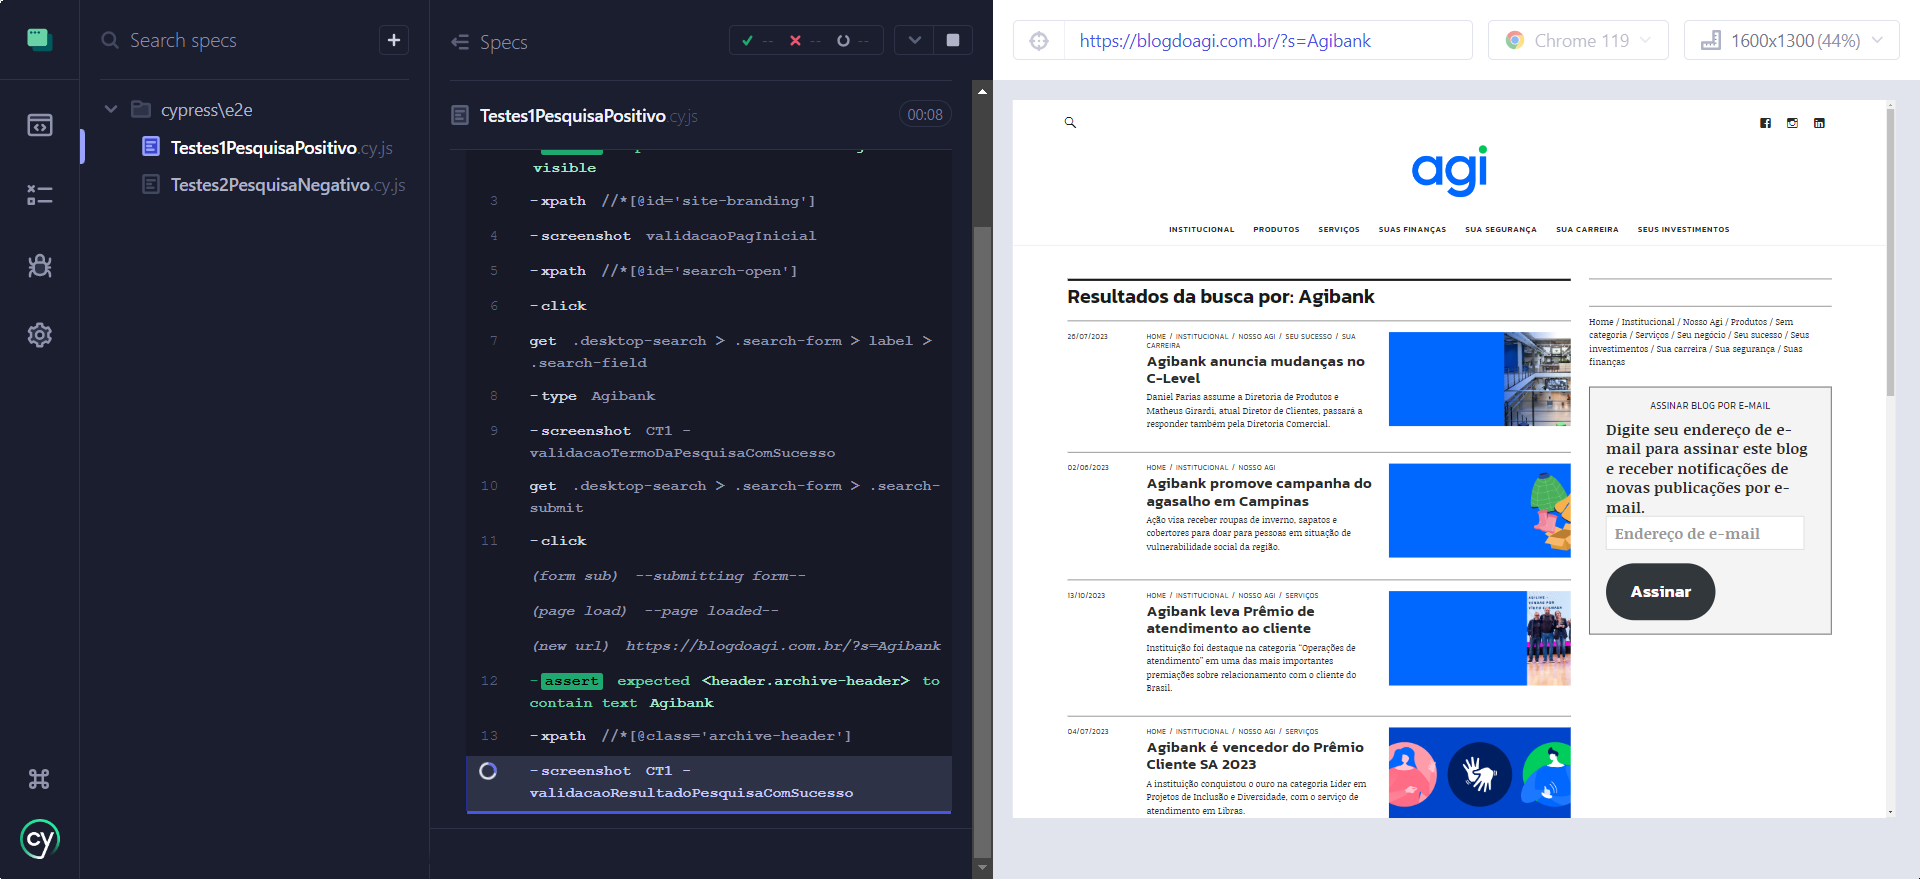 Search specs
cypress\e2e
Testes1PesquisaPositivo.cy.js
Testes2PesquisaNegativo.cy.js
cy
Specs
-- -- --
Testes1PesquisaPositivo.cy.js
00:08
visible
3 -xpath //*[@id='site-branding']
4 -screenshot validacaoPagInicial
5 -xpath //*[@id='search-open']
6 -click
7 get .desktop-search > .search-form > label >
.search-field
8 -type Agibank
9 -screenshot CT1 -
validacaoTermoDaPesquisaComSucesso
10 get .desktop-search > .search-form > .search-
submit
11 -click
(form sub) --submitting form--
(page load) --page loaded--
(new url) https://blogdoagi.com.br/?s=Agibank
12 -assert expected <header.archive-header> to
contain text Agibank
13 -xpath //*[@class='archive-header']
-screenshot CT1 -
validacaoResultadoPesquisaComSucesso
https://blogdoagi.com.br/?s=Agibank
Chrome 119
1600x1300 (44%)
agi
INSTITUCIONAL PRODUTOS SERVIÇOS SUAS FINANÇAS SUA SEGURANÇA SUA CARREIRA SEUS INVESTIMENTOS
Resultados da busca por: Agibank
26/07/2023
HOME / INSTITUCIONAL / NOSSO AGI / SEU SUCESSO / SUA
CARREIRA
Agibank anuncia mudanças no
C-Level
Daniel Farias assume a Diretoria de Produtos e
Matheus Girardi, atual Diretor de Clientes, passará a
responder também pela Diretoria Comercial.
02/06/2023
HOME / INSTITUCIONAL / NOSSO AGI
Agibank promove campanha do
agasalho em Campinas
Ação visa receber roupas de inverno, sapatos e
cobertores para doar para pessoas em situação de
vulnerabilidade social da região.
13/10/2023
HOME / INSTITUCIONAL / NOSSO AGI / SERVIÇOS
Agibank leva Prêmio de
atendimento ao cliente
Instituição foi destaque na categoria "Operações de
atendimento" em uma das mais importantes
premiações sobre relacionamento com o cliente do
Brasil.
04/07/2023
HOME / INSTITUCIONAL / NOSSO AGI / SERVIÇOS
Agibank é vencedor do Prêmio
Cliente SA 2023
A instituição conquistou o ouro na categoria Líder em
Projetos de Inclusão e Diversidade, com o serviço de
atendimento em Libras.
Home / Institucional / Nosso Agi / Produtos / Sem
categoria / Serviços / Seu negócio / Seu sucesso / Seus
investimentos / Sua carreira / Sua segurança / Suas
finanças
ASSINAR BLOG POR E-MAIL
Digite seu endereço de e-
mail para assinar este blog
e receber notificações de
novas publicações por e-
mail.
Endereço de e-mail
Assinar